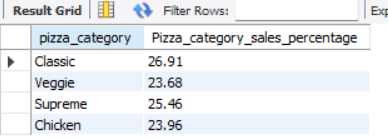 Result Grid Filter Rows: Exp
pizza_category Pizza_category_sales_percentage
Classic 26.91
Veggie 23.68
Supreme 25.46
Chicken 23.96